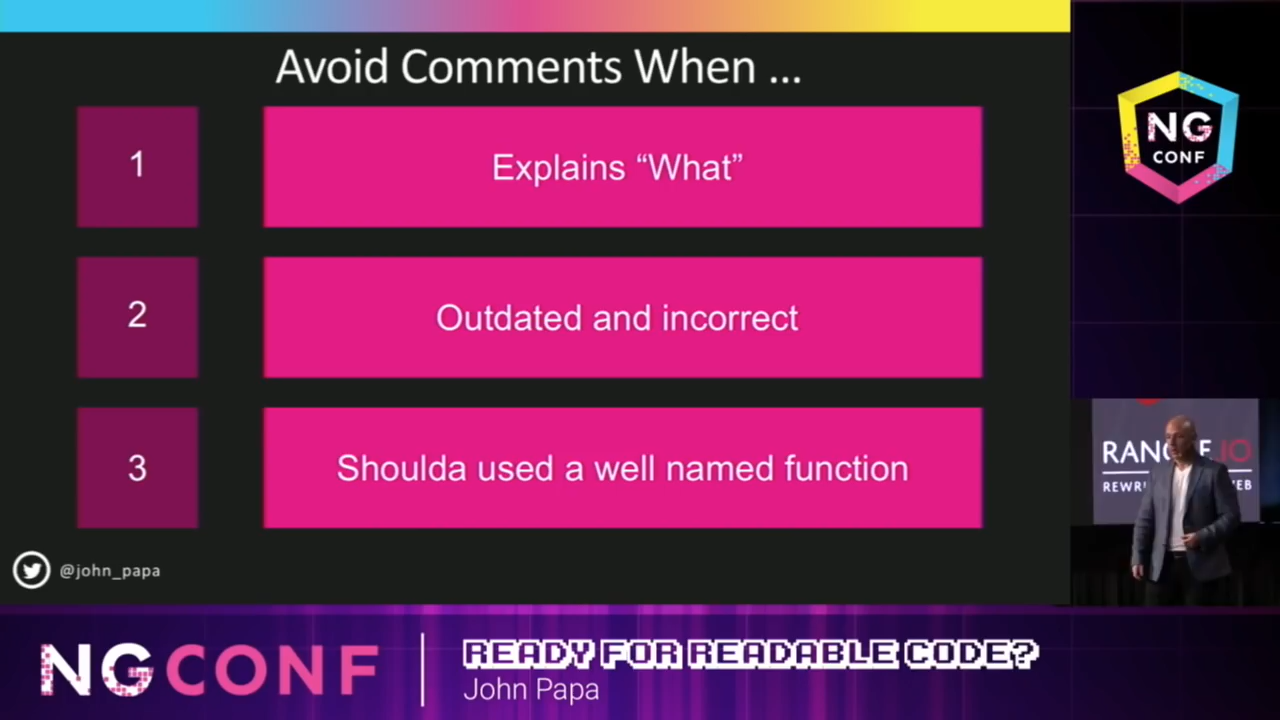 Avoid Comments When ...
1
Explains “What”
2
Outdated and incorrect
3
Shoulda used a well named function
@john_papa
NG
CONF
NGCONF
READY FOR READABLE CODE?
John Papa